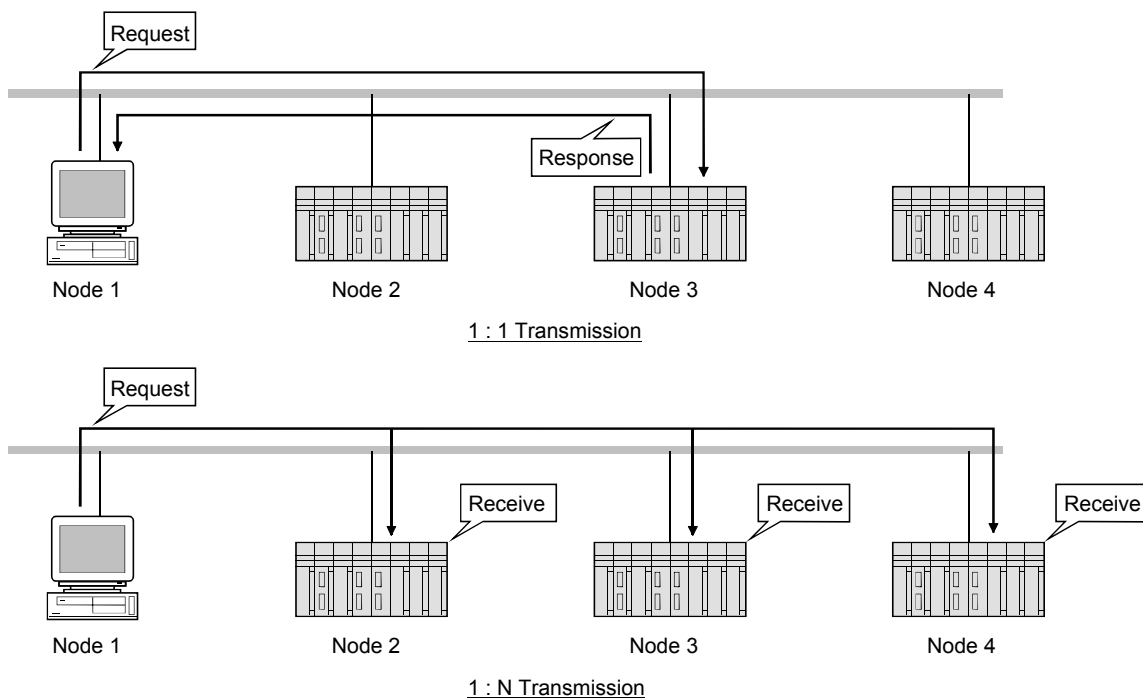 Request
Response
Node 1
Node 2
Node 3
Node 4
1 : 1 Transmission
Request
Receive
Receive
Receive
Node 1
Node 2
Node 3
Node 4
1 : N Transmission